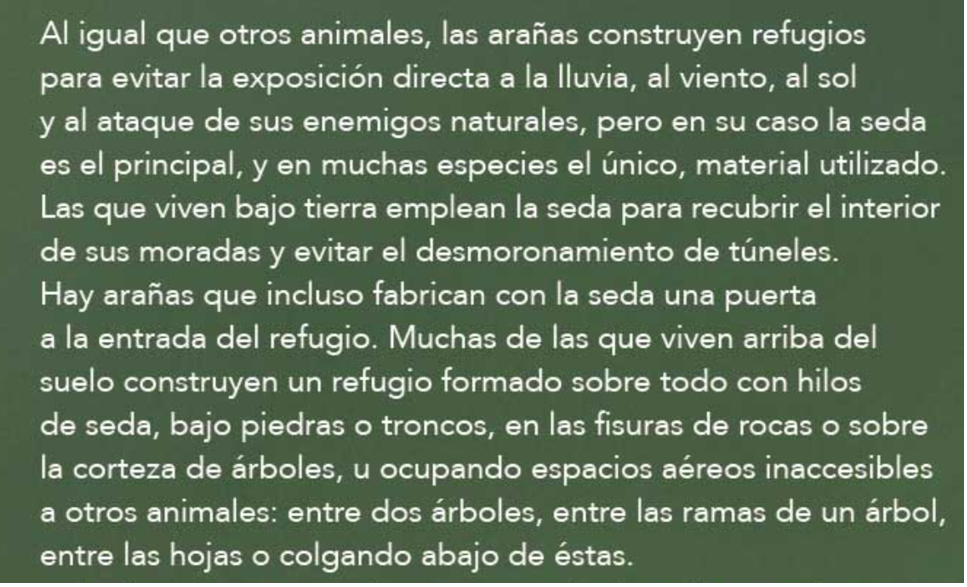 Al igual que otros animales, las arañas construyen refugios
para evitar la exposición directa a la lluvia, al viento, al sol
y al ataque de sus enemigos naturales, pero en su caso la seda
es el principal, y en muchas especies el único, material utilizado.
Las que viven bajo tierra emplean la seda para recubrir el interior
de sus moradas y evitar el desmoronamiento de túneles.
Hay arañas que incluso fabrican con la seda una puerta
a la entrada del refugio. Muchas de las que viven arriba del
suelo construyen un refugio formado sobre todo con hilos
de seda, bajo piedras o troncos, en las fisuras de rocas o sobre
la corteza de árboles, u ocupando espacios aéreos inaccesibles
a otros animales: entre dos árboles, entre las ramas de un árbol,
entre las hojas o colgando abajo de éstas.